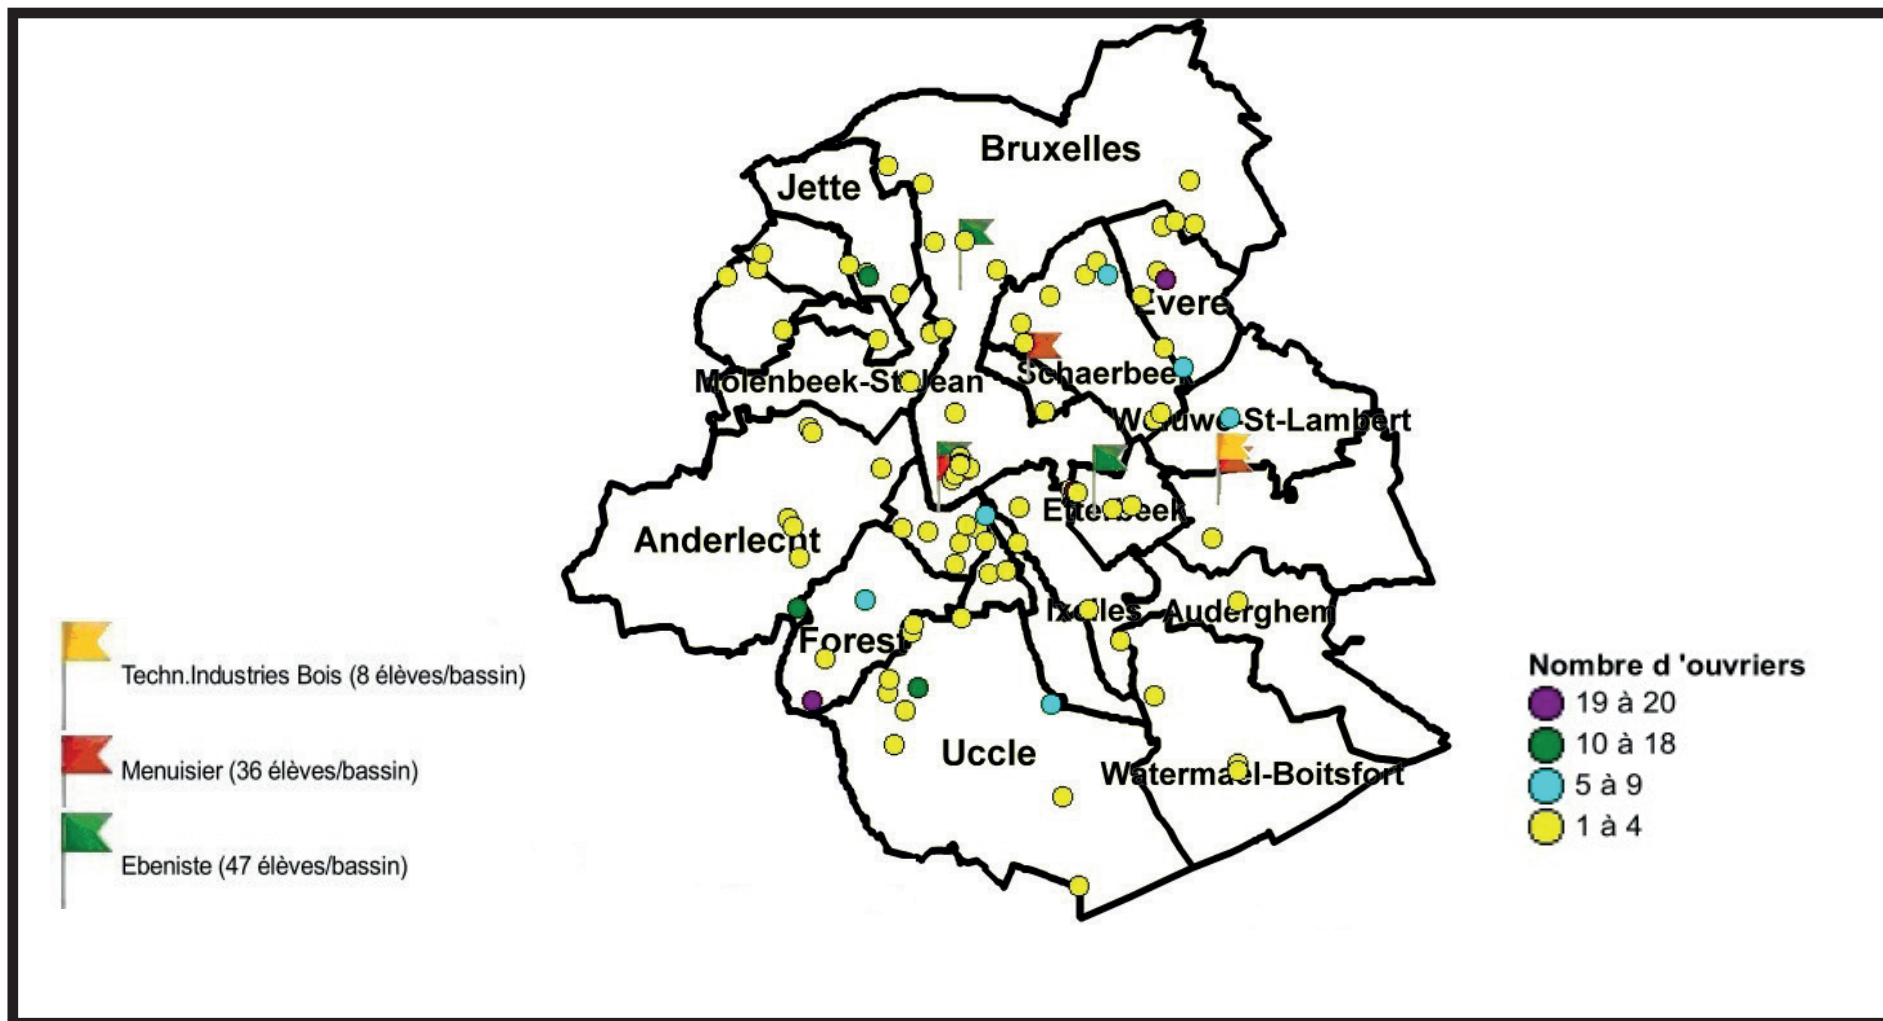 Bruxelles
Jette
Evere
Schaerbeek
Molenbeek-St-Jean
Woluwe-St-Lambert
Etterbeek
Anderlecht
Ixelles Auderghem
Forest
Uccle
Watermael-Boitsfort
Techn.Industries Bois (8 élèves/bassin)
Menuisier (36 élèves/bassin)
Ebeniste (47 élèves/bassin)
Nombre d 'ouvriers
19 à 20
10 à 18
5 à 9
1 à 4